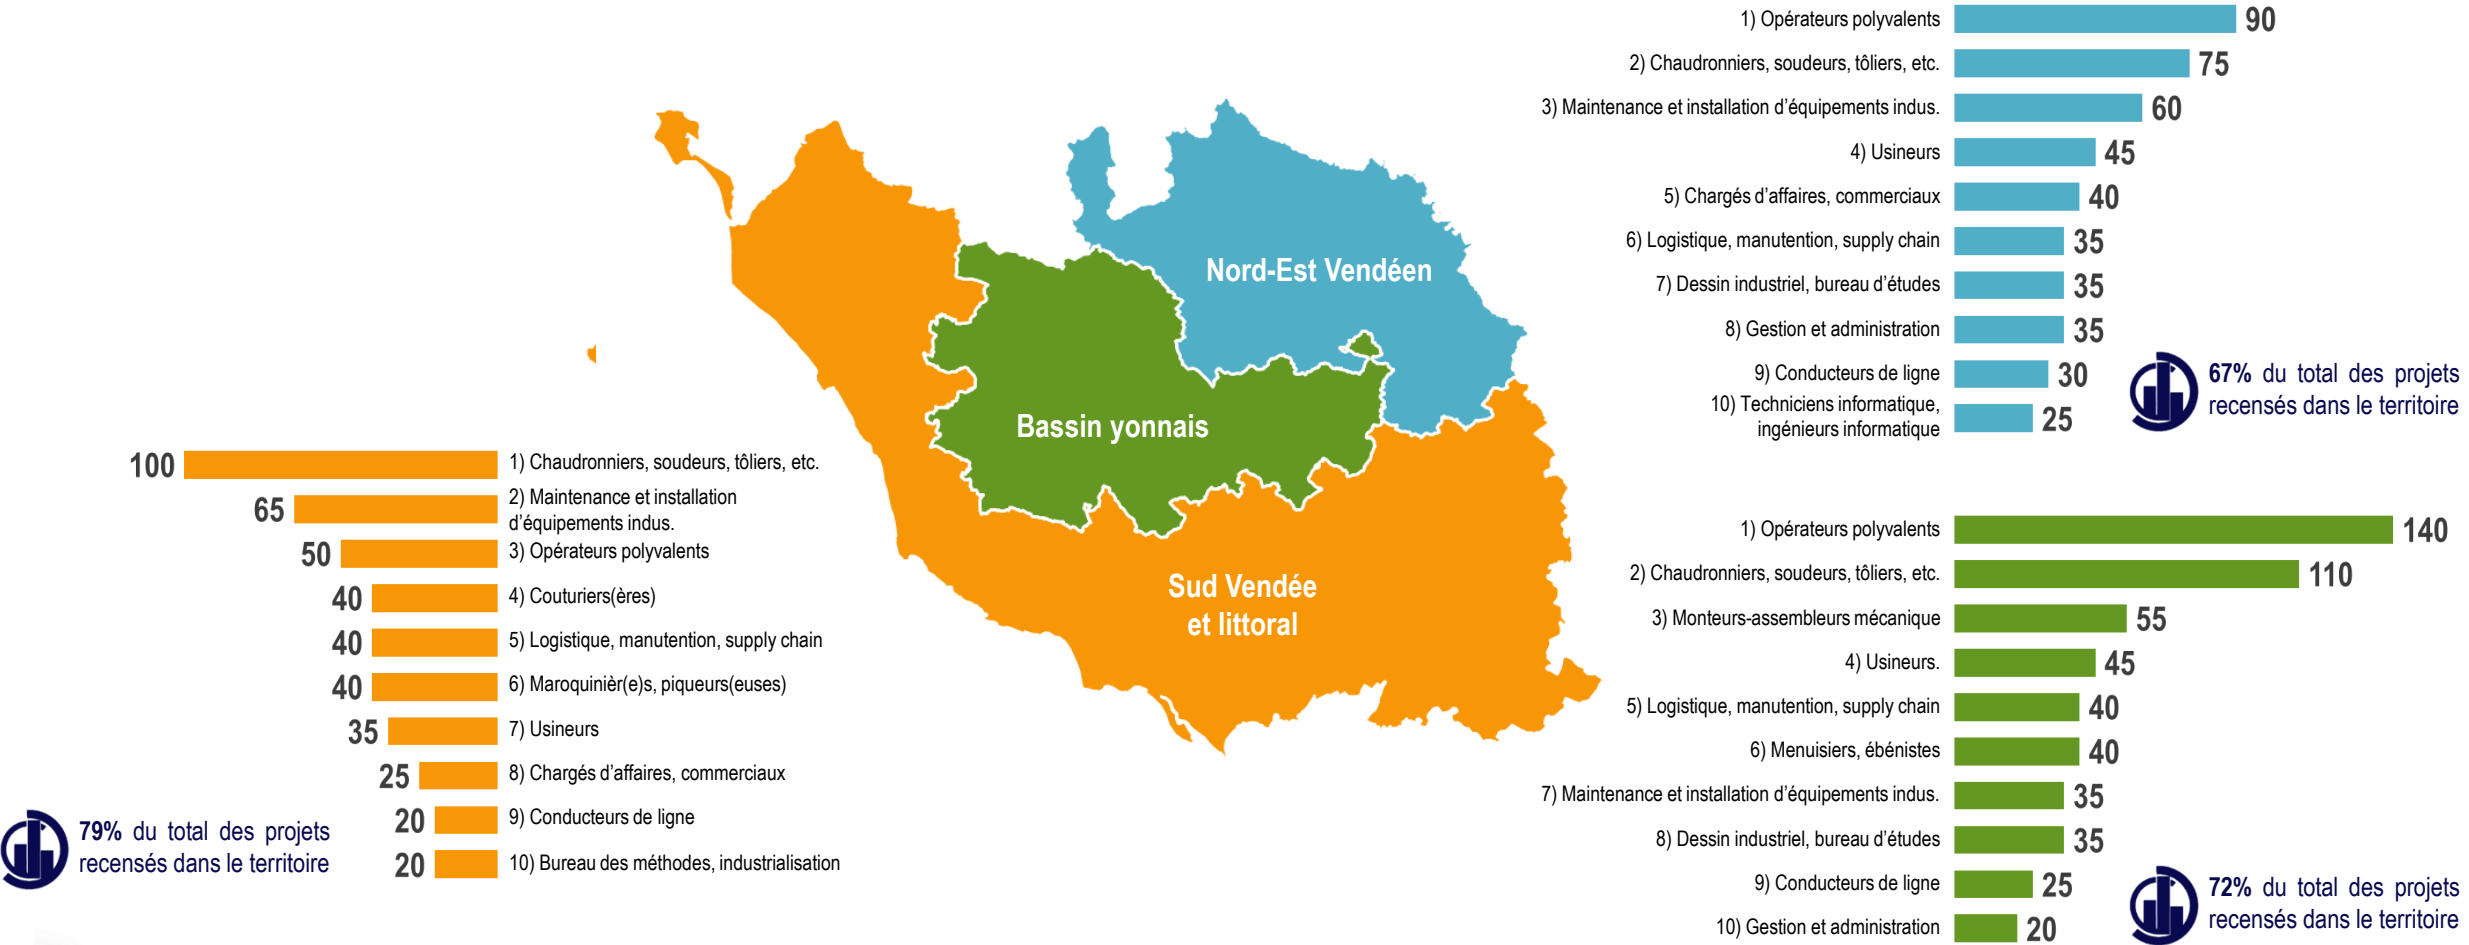 1) Opérateurs polyvalents 90
2) Chaudronniers, soudeurs, tôliers, etc. 75
3) Maintenance et installation d’équipements indus. 60
4) Usineurs 45
5) Chargés d’affaires, commerciaux 40
6) Logistique, manutention, supply chain 35
7) Dessin industriel, bureau d’études 35
8) Gestion et administration 35
9) Conducteurs de ligne 30
10) Techniciens informatique,
ingénieurs informatique 25
67% du total des projets
recensés dans le territoire
Nord-Est Vendéen
Bassin yonnais
Sud Vendée
et littoral
100 1) Chaudronniers, soudeurs, tôliers, etc.
65 2) Maintenance et installation
d’équipements indus.
50 3) Opérateurs polyvalents
40 4) Couturiers(ères)
40 5) Logistique, manutention, supply chain
40 6) Maroquinièr(e)s, piqueurs(euses)
35 7) Usineurs
25 8) Chargés d’affaires, commerciaux
20 9) Conducteurs de ligne
20 10) Bureau des méthodes, industrialisation
79% du total des projets
recensés dans le territoire
1) Opérateurs polyvalents 140
2) Chaudronniers, soudeurs, tôliers, etc. 110
3) Monteurs-assembleurs mécanique 55
4) Usineurs. 45
5) Logistique, manutention, supply chain 40
6) Menuisiers, ébénistes 40
7) Maintenance et installation d’équipements indus. 35
8) Dessin industriel, bureau d’études 35
9) Conducteurs de ligne 25
10) Gestion et administration 20
72% du total des projets
recensés dans le territoire